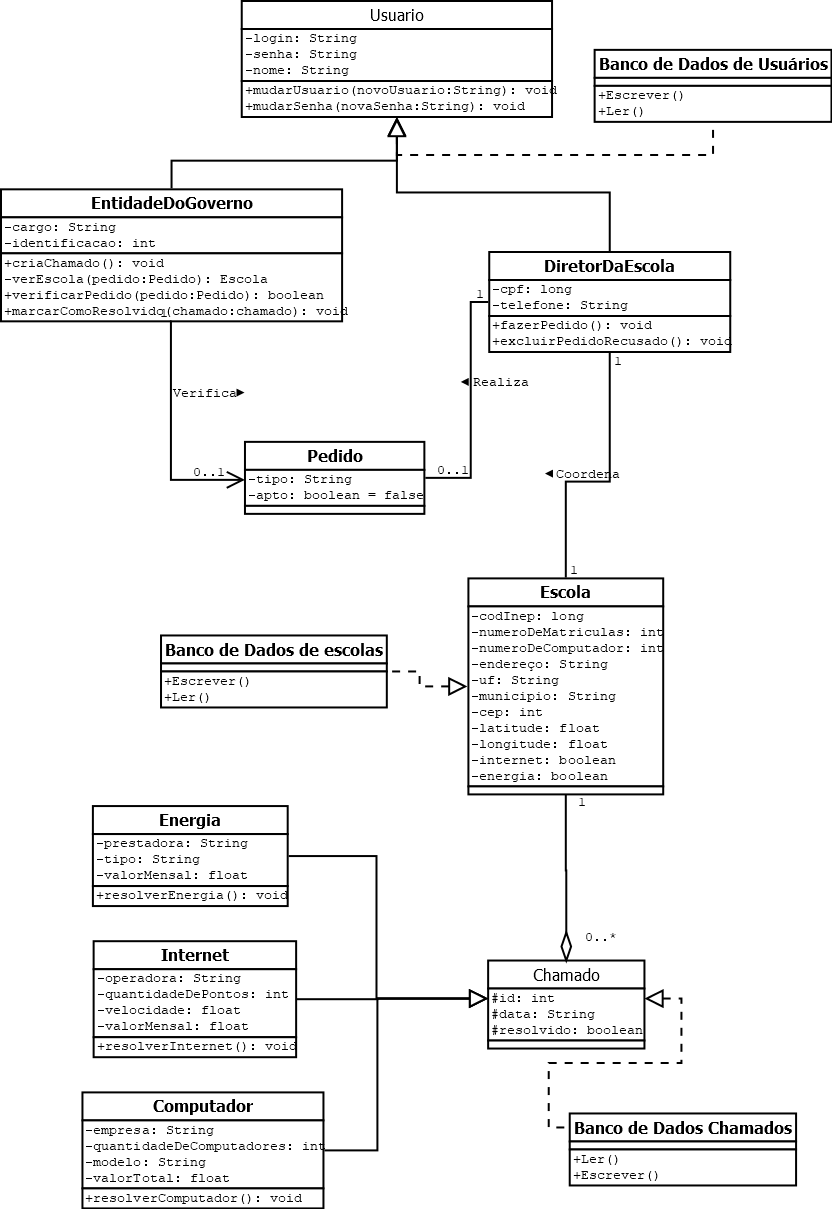 Usuario
-login: String
-senha: String
-nome: String
+mudarUsuario(novoUsuario:String): void
+mudarSenha(novaSenha:String): void
Banco de Dados de Usuários
+Escrever()
+Ler()
EntidadeDoGoverno
-cargo: String
-identificacao: int
+criaChamado(): void
-verEscola(pedido:Pedido): Escola
+verificarPedido(pedido:Pedido): boolean
+marcarComoResolvido(chamado:chamado): void
1
DiretorDaEscola
-cpf: long
-telefone: String
+fazerPedido(): void
+excluirPedidoRecusado(): void
1
1
Verifica►
◄Realiza
0..1
0..1
Pedido
-tipo: String
-apto: boolean = false
◄Coordena
1
Escola
-codInep: long
-numeroDeMatriculas: int
-numeroDeComputador: int
-endereço: String
-uf: String
-municipio: String
-cep: int
-latitude: float
-longitude: float
-internet: boolean
-energia: boolean
1
Banco de Dados de escolas
+Escrever()
+Ler()
Energia
-prestadora: String
-tipo: String
-valorMensal: float
+resolverEnergia(): void
Internet
-operadora: String
-quantidadeDePontos: int
-velocidade: float
-valorMensal: float
+resolverInternet(): void
0..*
Chamado
#id: int
#data: String
#resolvido: boolean
Computador
-empresa: String
-quantidadeDeComputadores: int
-modelo: String
-valorTotal: float
+resolverComputador(): void
Banco de Dados Chamados
+Ler()
+Escrever()